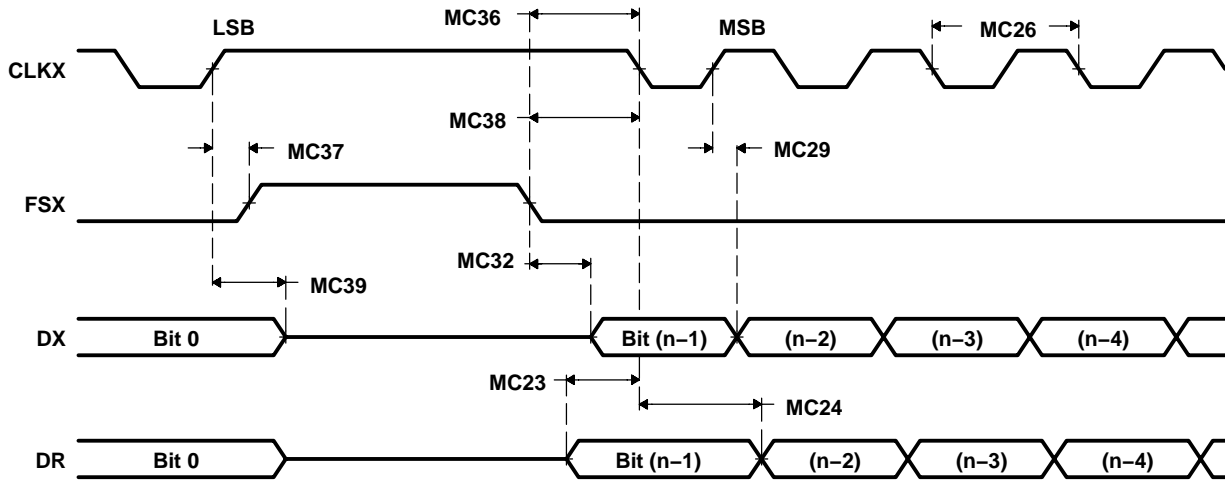 MC36
LSB
MSB
MC26
CLKX
MC38
MC37
MC29
FSX
MC32
MC39
DX
Bit 0
Bit (n−1)
(n−2)
(n−3)
(n−4)
MC23
MC24
DR
Bit 0
Bit (n−1)
(n−2)
(n−3)
(n−4)